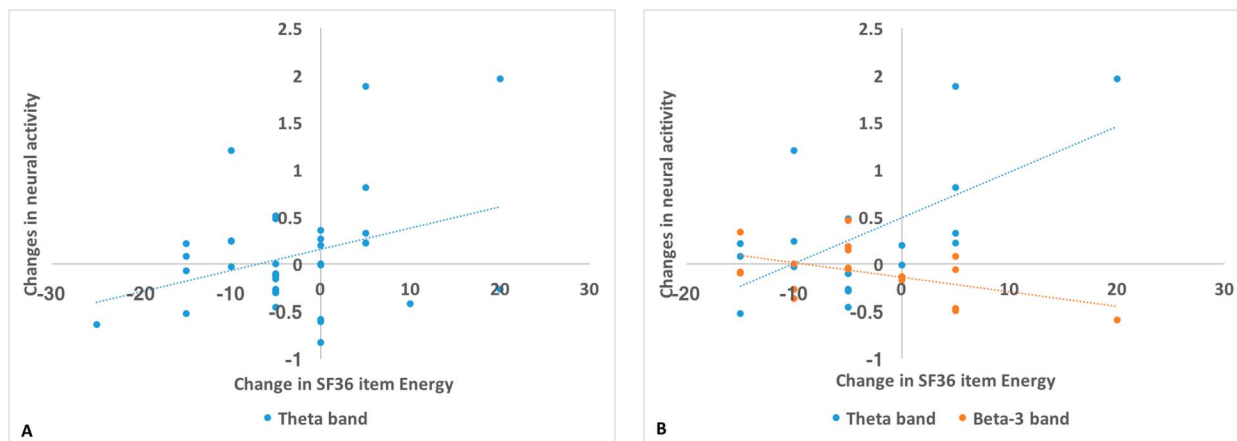 2.5
2
1.5
1
0.5
0
-30 -20 -10 0 10 20 30
-0.5
-1
Changes in neural activity
Change in SF36 item Energy
Theta band
A
2.5
2
1.5
1
0.5
0
-20 -10 0 10 20 30
-0.5
-1
Changes in neural acitivity
Change in SF36 item Energy
Theta band Beta-3 band
B